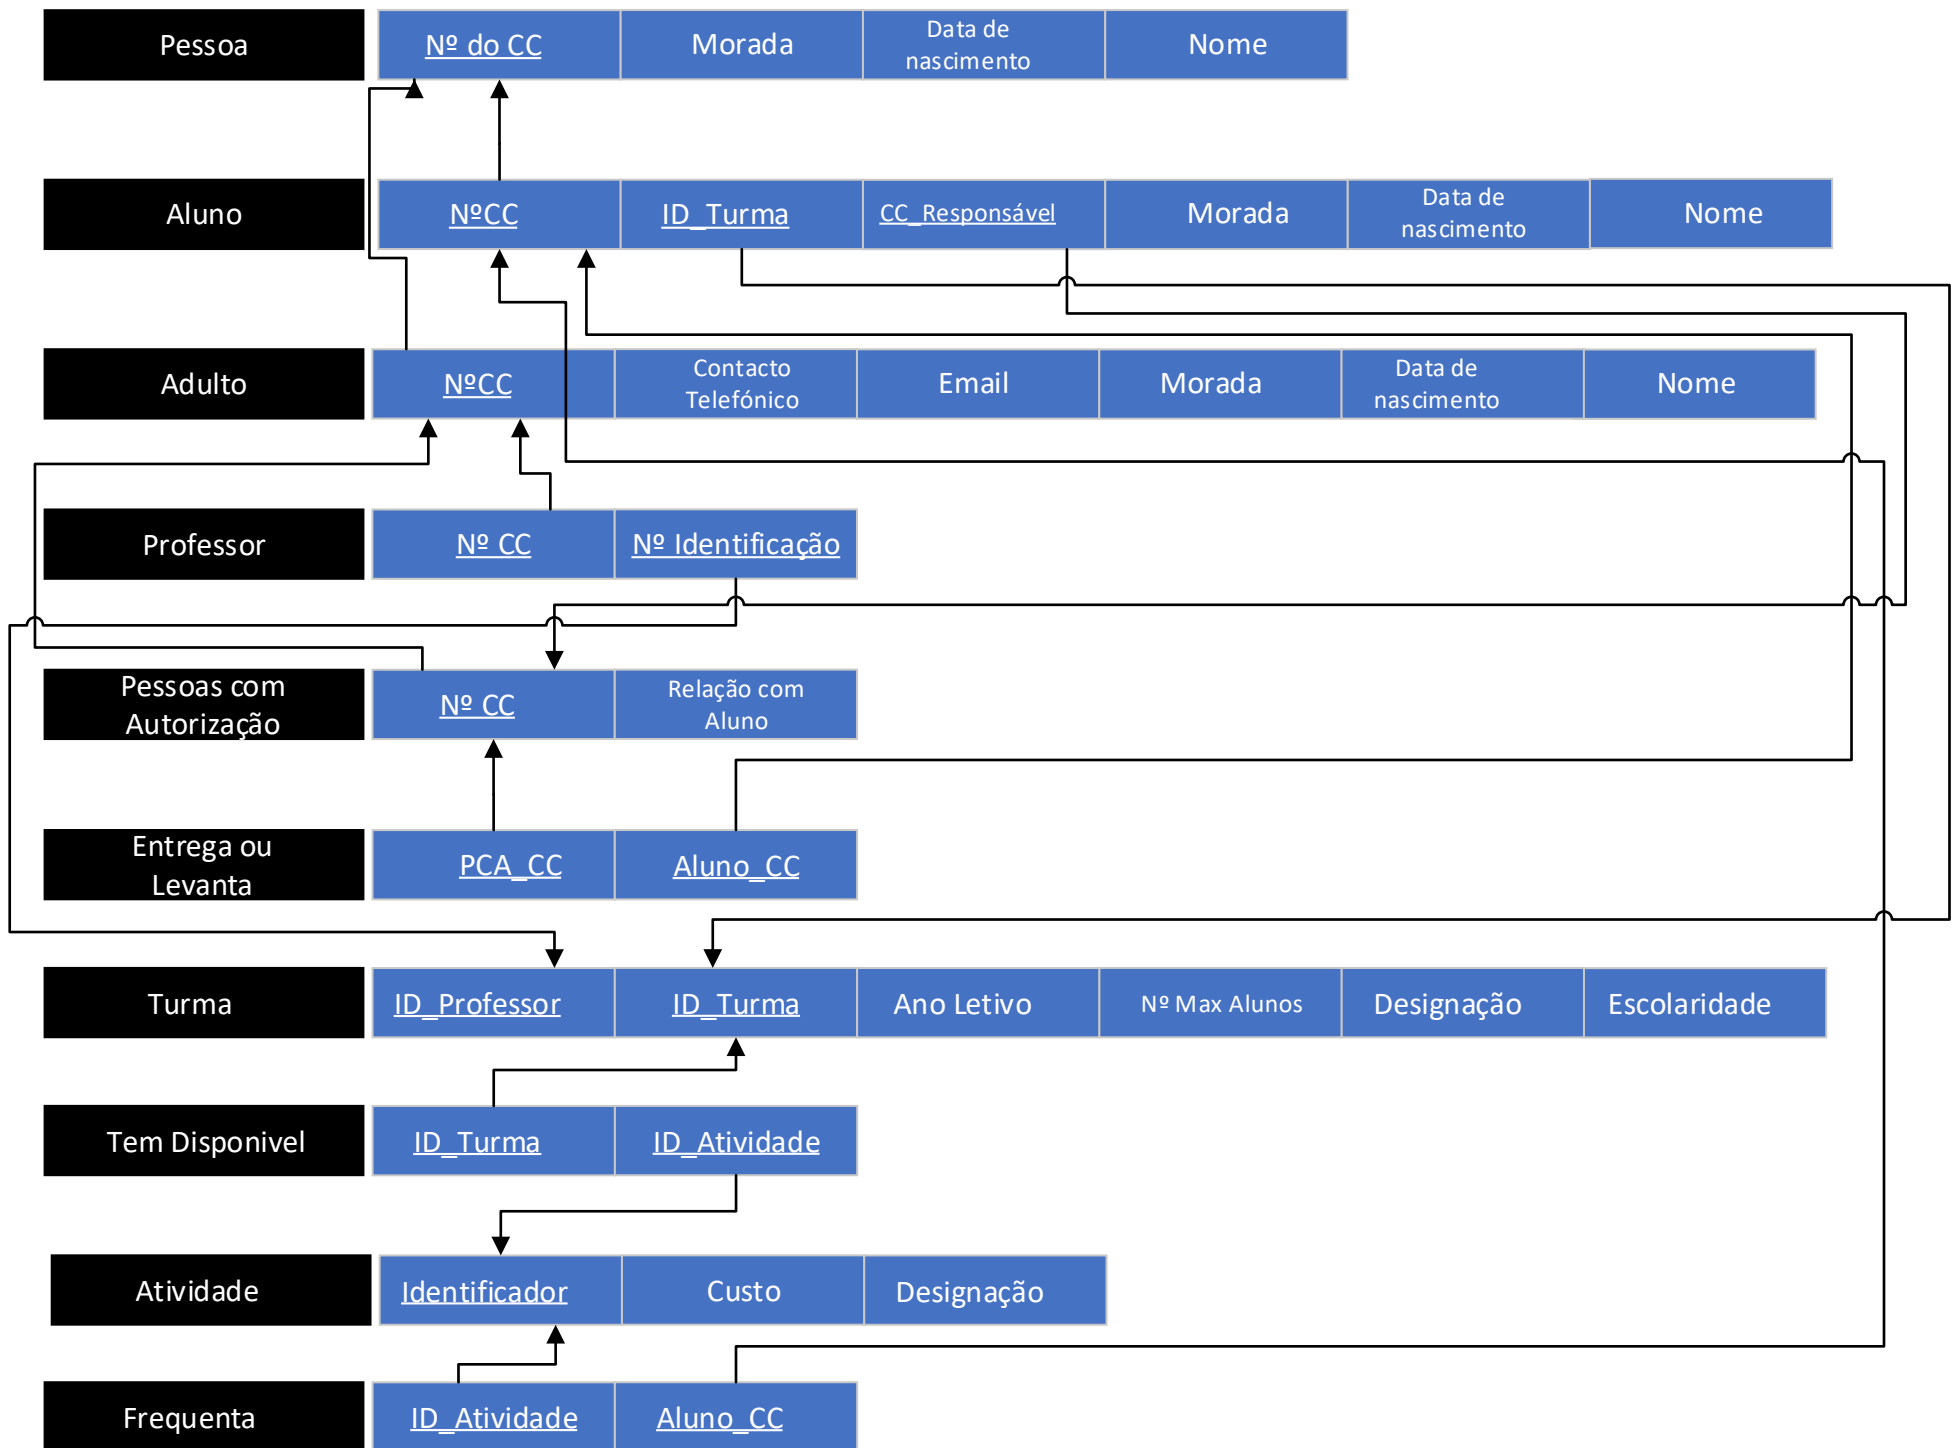 Pessoa
Nº do CC
Morada
Data de
nascimento
Nome
Aluno
NºCC
ID_Turma
CC_Responsável
Morada
Data de
nascimento
Nome
Adulto
NºCC
Contacto
Telefónico
Email
Morada
Data de
nascimento
Nome
Professor
Nº CC
Nº Identificação
Pessoas com
Autorização
Nº CC
Relação com
Aluno
Entrega ou
Levanta
PCA_CC
Aluno_CC
Turma
ID_Professor
ID_Turma
Ano Letivo
Nº Max Alunos
Designação
Escolaridade
Tem Disponivel
ID_Turma
ID_Atividade
Atividade
Identificador
Custo
Designação
Frequenta
ID_Atividade
Aluno_CC